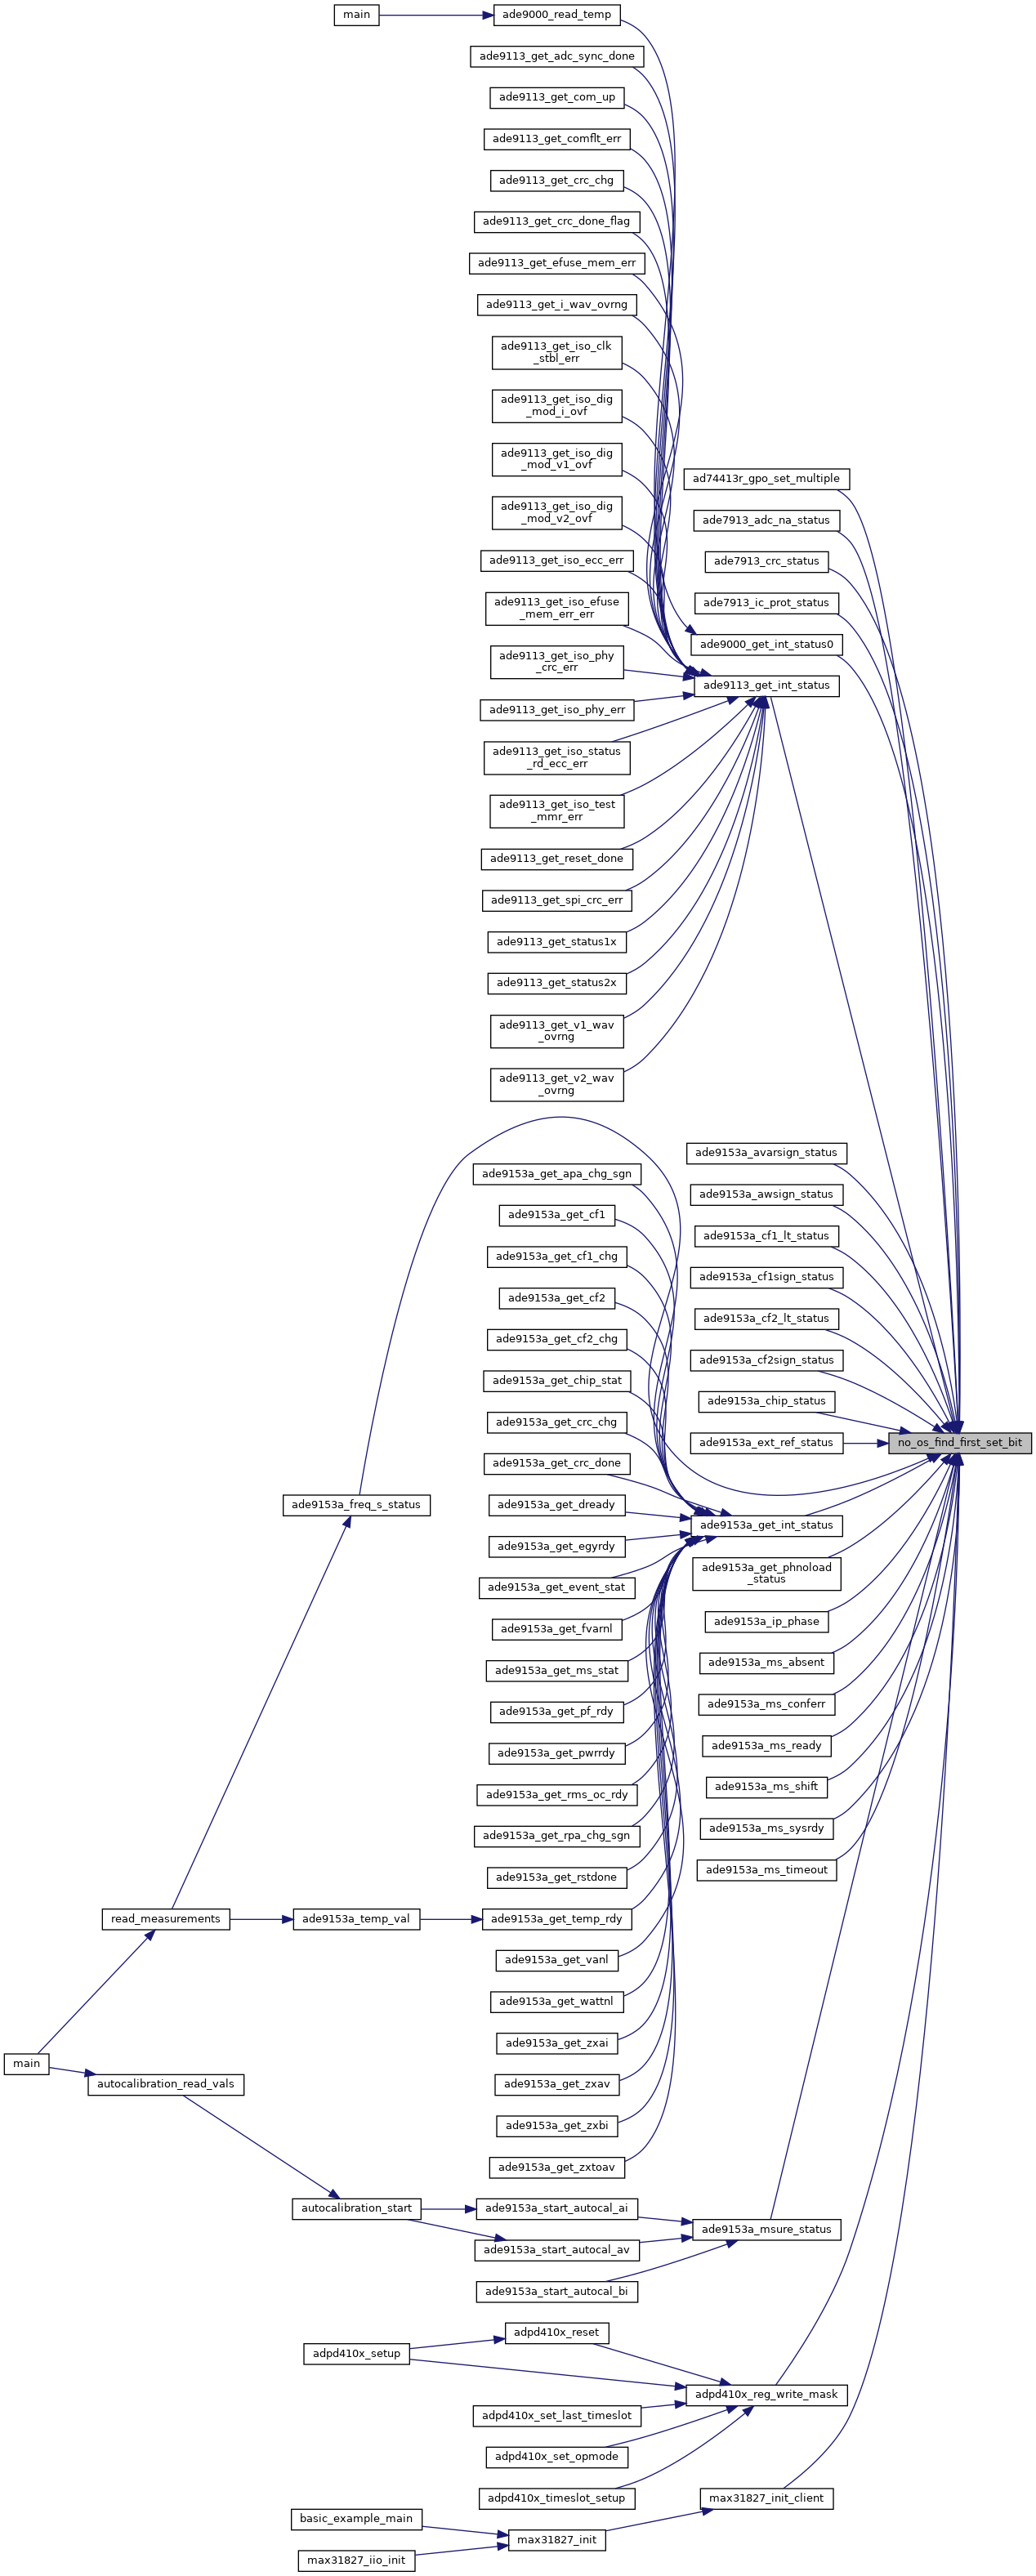 main
ade9000_read_temp
ade9113_get_adc_sync_done
ade9113_get_com_up
ade9113_get_comflt_err
ade9113_get_crc_chg
ade9113_get_crc_done_flag
ade9113_get_efuse_mem_err
ade9113_get_i_wav_ovrng
ade9113_get_iso_clk
_stbl_err
ade9113_get_iso_dig
_mod_i_ovf
ade9113_get_iso_dig
_mod_v1_ovf
ade9113_get_iso_dig
_mod_v2_ovf
ade9113_get_iso_ecc_err
ade9113_get_iso_efuse
_mem_err_err
ade9113_get_iso_phy
_crc_err
ade9113_get_iso_phy_err
ade9113_get_iso_status
_rd_ecc_err
ade9113_get_iso_test
_mmr_err
ade9113_get_reset_done
ade9113_get_spi_crc_err
ade9113_get_status1x
ade9113_get_status2x
ade9113_get_v1_wav
_ovrng
ade9113_get_v2_wav
_ovrng
ad74413r_gpo_set_multiple
ade7913_adc_na_status
ade7913_crc_status
ade7913_ic_prot_status
ade9000_get_int_status0
ade9113_get_int_status
ade9153a_avarsign_status
ade9153a_awsign_status
ade9153a_cf1_lt_status
ade9153a_cf1sign_status
ade9153a_cf2_lt_status
ade9153a_cf2sign_status
ade9153a_chip_status
ade9153a_ext_ref_status
no_os_find_first_set_bit
ade9153a_get_int_status
ade9153a_get_phnoload
_status
ade9153a_ip_phase
ade9153a_ms_absent
ade9153a_ms_conferr
ade9153a_ms_ready
ade9153a_ms_shift
ade9153a_ms_sysrdy
ade9153a_ms_timeout
ade9153a_get_apa_chg_sgn
ade9153a_get_cf1
ade9153a_get_cf1_chg
ade9153a_get_cf2
ade9153a_get_cf2_chg
ade9153a_get_chip_stat
ade9153a_get_crc_chg
ade9153a_get_crc_done
ade9153a_freq_s_status
ade9153a_get_dready
ade9153a_get_egyrdy
ade9153a_get_event_stat
ade9153a_get_fvarnl
ade9153a_get_ms_stat
ade9153a_get_pf_rdy
ade9153a_get_pwrrdy
ade9153a_get_rms_oc_rdy
ade9153a_get_rpa_chg_sgn
ade9153a_get_rstdone
read_measurements
ade9153a_temp_val
ade9153a_get_temp_rdy
ade9153a_get_vanl
ade9153a_get_wattnl
ade9153a_get_zxai
main
ade9153a_get_zxav
autocalibration_read_vals
ade9153a_get_zxbi
ade9153a_get_zxtoav
autocalibration_start
ade9153a_start_autocal_ai
ade9153a_msure_status
ade9153a_start_autocal_av
ade9153a_start_autocal_bi
adpd410x_reset
adpd410x_setup
adpd410x_reg_write_mask
adpd410x_set_last_timeslot
adpd410x_set_opmode
adpd410x_timeslot_setup
max31827_init_client
basic_example_main
max31827_init
max31827_iio_init